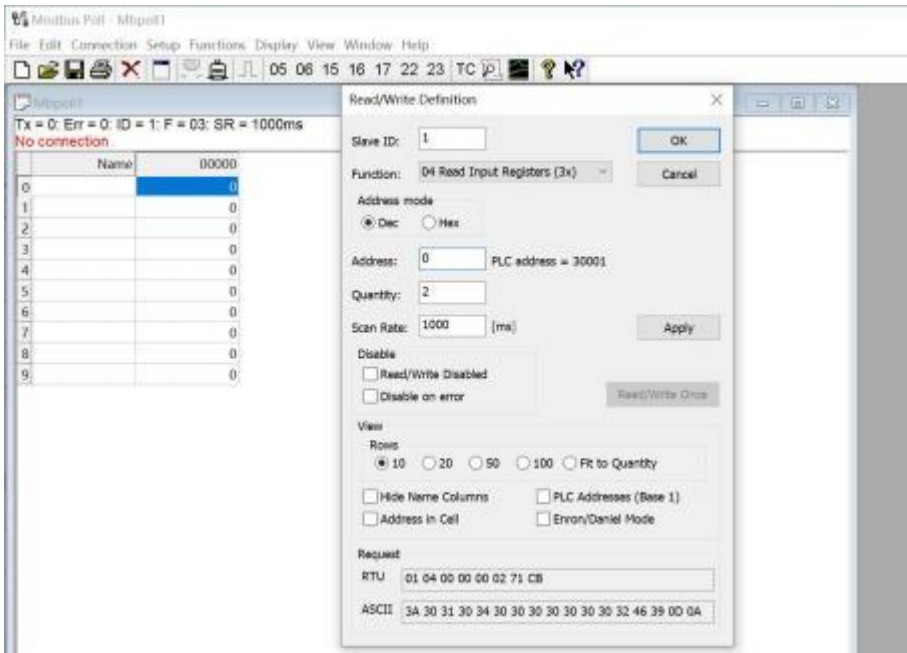 Modbus Poll - Mbpoll1
File Edit Connection Setup Functions Display View Window Help
05 06 15 16 17 22 23 TC
Mbpoll1
Tx = 0: Err = 0: ID = 1: F = 03: SR = 1000ms
No connection
Name 00000
0 0
1 0
2 0
3 0
4 0
5 0
6 0
7 0
8 0
9 0
Read/Write Definition
Slave ID: 1 OK
Function: 04 Read Input Registers (3x) Cancel
Address mode
Dec Hex
Address: 0 PLC address = 30001
Quantity: 2
Scan Rate: 1000 [ms] Apply
Disable
Read/Write Disabled
Disable on error
Read/Write Once
View
Rows
10 20 50 100 Fit to Quantity
Hide Name Columns PLC Addresses (Base 1)
Address in Cell Enron/Daniel Mode
Request
RTU 01 04 00 00 00 02 71 CB
ASCII 3A 30 31 30 34 30 30 30 30 30 30 30 32 46 39 0D 0A